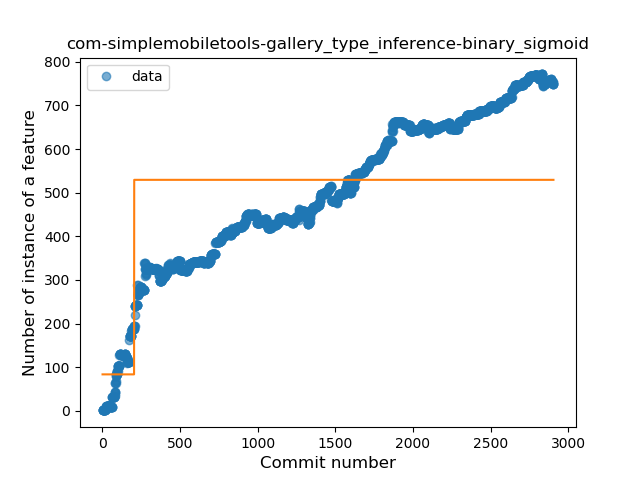 com-simplemobiletools-gallery_type_inference-binary_sigmoid
data
Number of instance of a feature
800
700
600
500
400
300
200
100
0
0 500 1000 1500 2000 2500 3000
Commit number